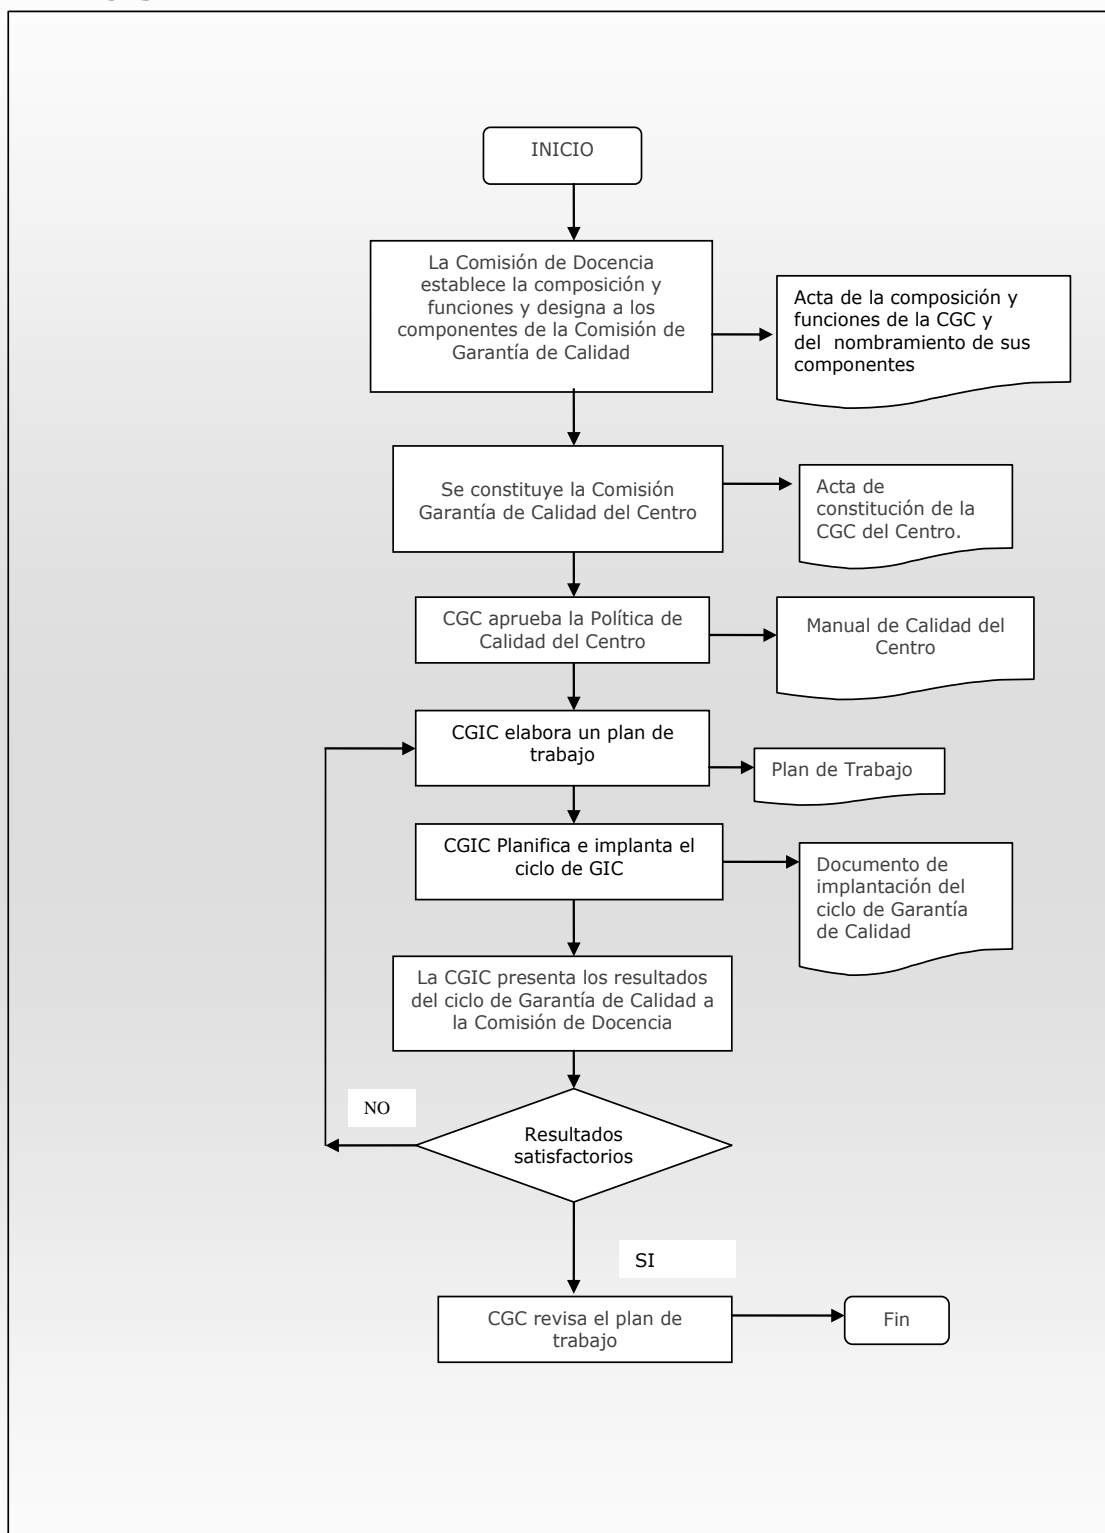 INICIO
La Comisión de Docencia
establece la composición y
funciones y designa a los
componentes de la Comisión de
Garantía de Calidad
Acta de la composición y
funciones de la CGC y
del nombramiento de sus
componentes
Se constituye la Comisión
Garantía de Calidad del Centro
Acta de
constitución de la
CGC del Centro.
CGC aprueba la Política de
Calidad del Centro
Manual de Calidad del
Centro
CGIC elabora un plan de
trabajo
Plan de Trabajo
CGIC Planifica e implanta el
ciclo de GIC
Documento de
implantación del
ciclo de Garantía
de Calidad
La CGIC presenta los resultados
del ciclo de Garantía de Calidad a
la Comisión de Docencia
NO
Resultados
satisfactorios
SI
CGC revisa el plan de
trabajo
Fin